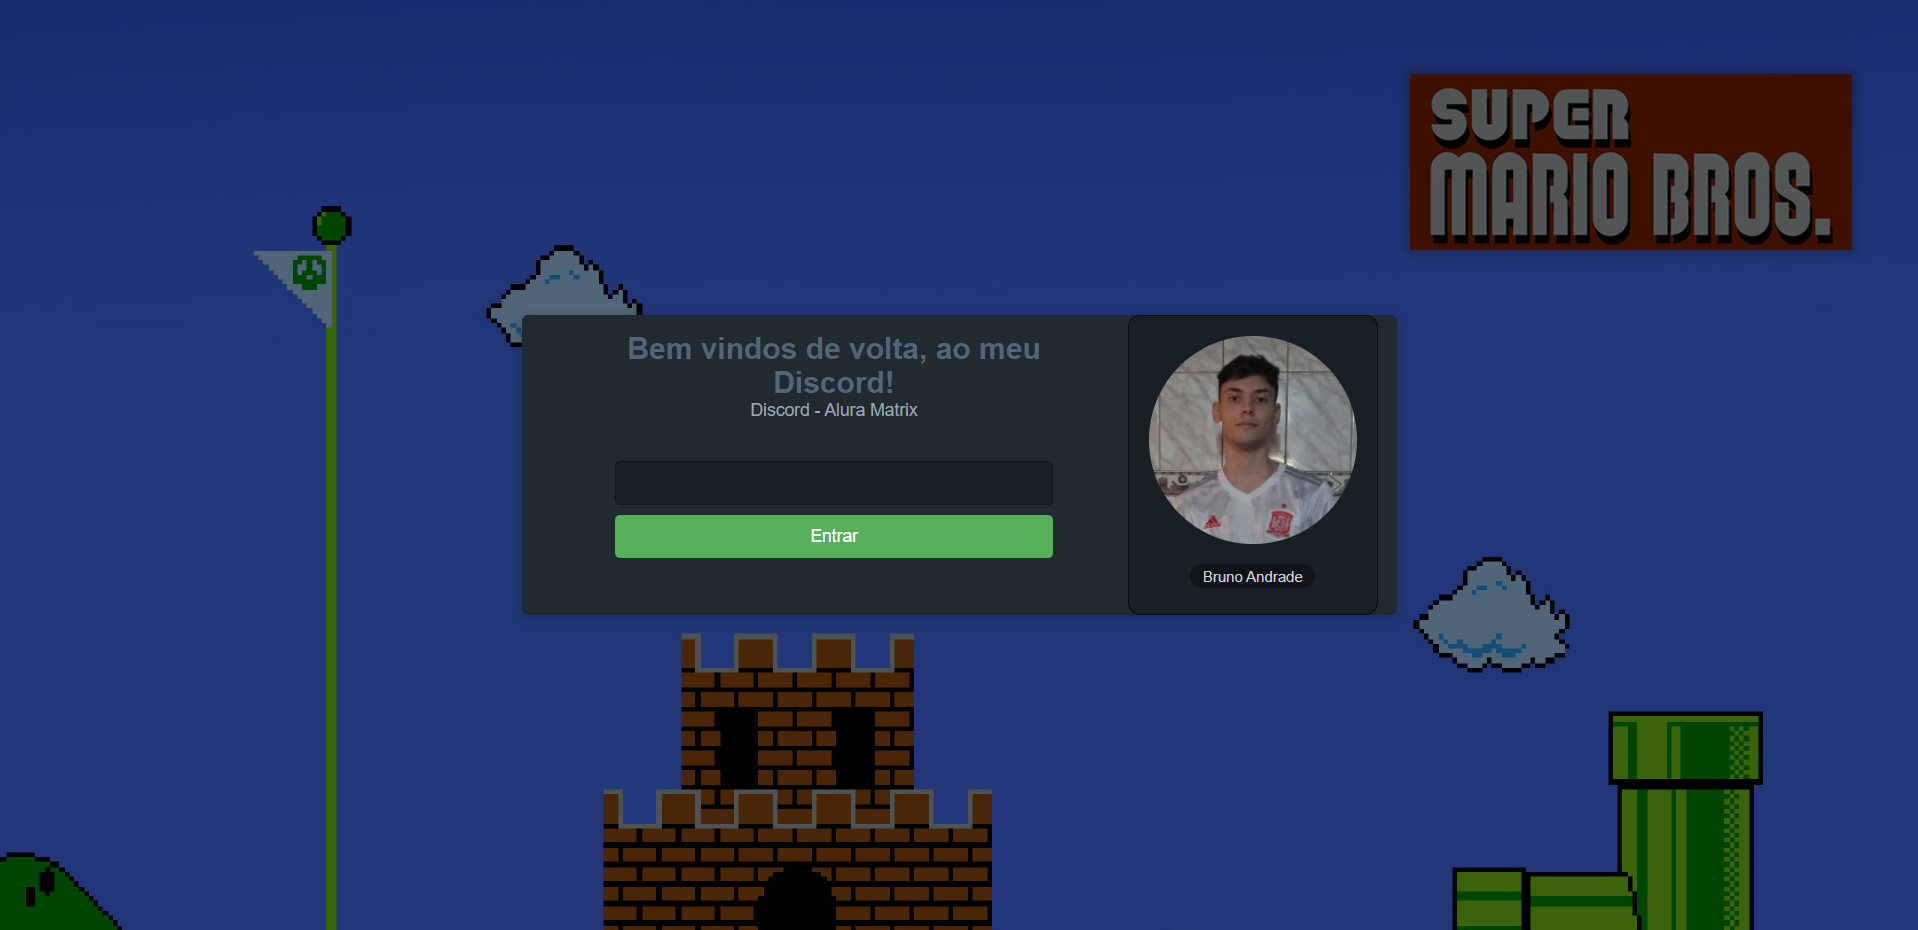 SUPER
MARIO BROS.
Bem vindos de volta, ao meu
Discord!
Discord - Alura Matrix
Entrar
Bruno Andrade